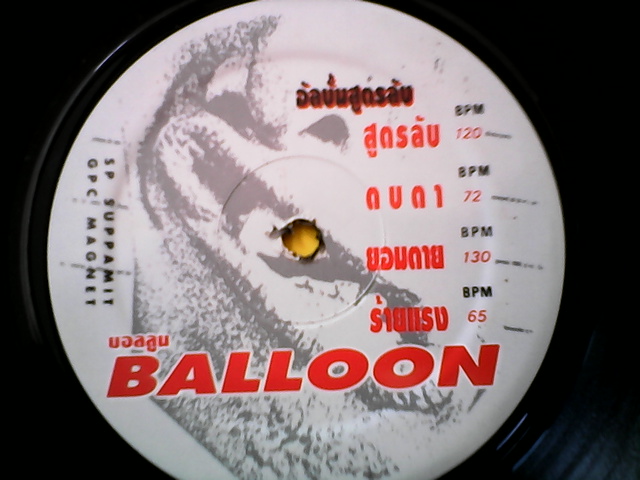 อัลบั้มสูตรลับ
BPM
สูตรลับ 120
BPM
ตบตา 72
BPM
ยอมตาย 130
BPM
ร้ายแรง 65
SP SUPPAMIT
GPC MAGNET
บอลลูน
BALLOON